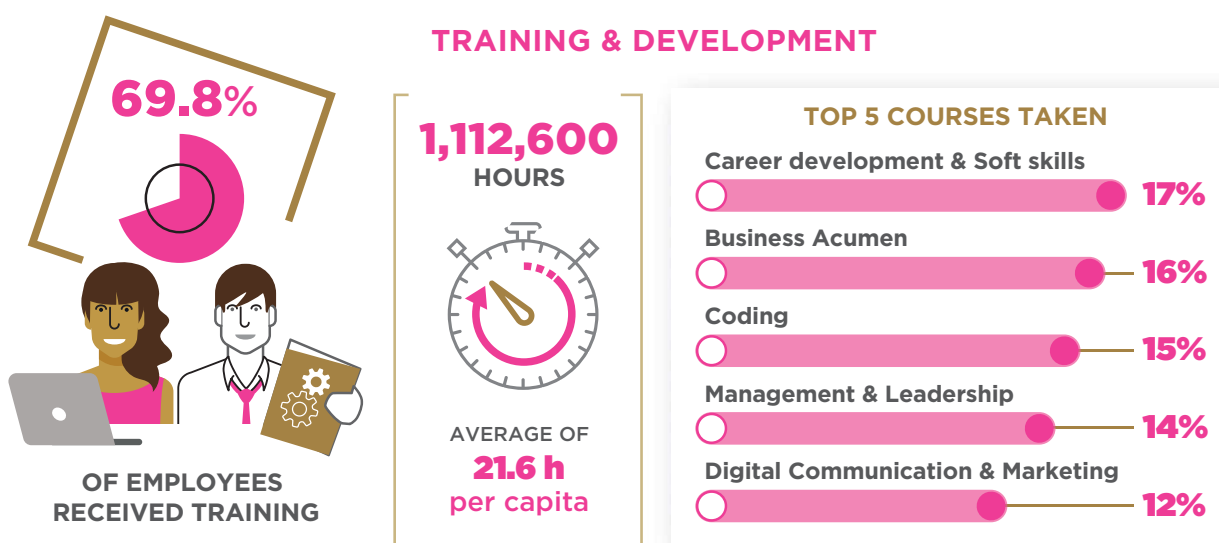 TRAINING & DEVELOPMENT
69.8%
OF EMPLOYEES
RECEIVED TRAINING
1,112,600
HOURS
AVERAGE OF
21.6 h
per capita
TOP 5 COURSES TAKEN
Career development & Soft skills
17%
Business Acumen
16%
Coding
15%
Management & Leadership
14%
Digital Communication & Marketing
12%